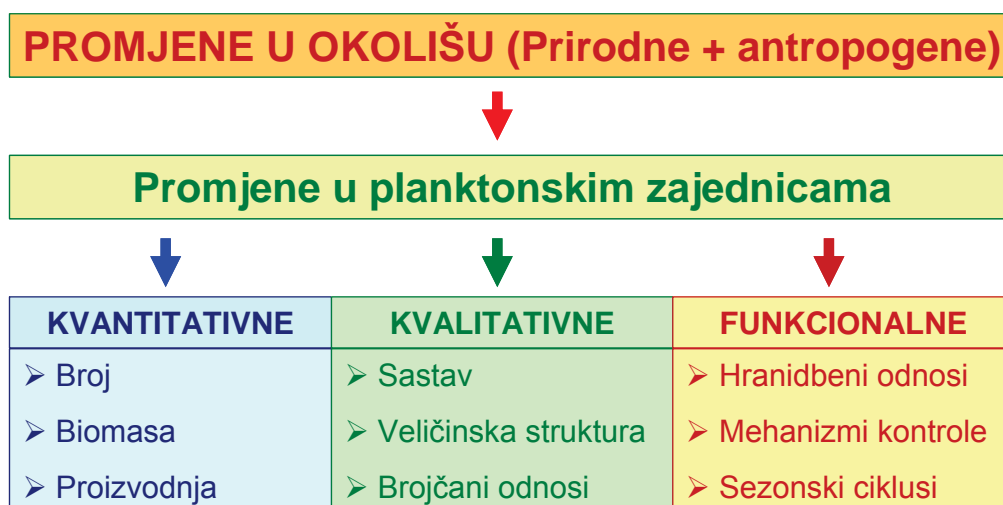 PROMJENE U OKOLIŠU (Prirodne + antropogene)
Promjene u planktonskim zajednicama
KVANTITATIVNE
➢ Broj
➢ Biomasa
➢ Proizvodnja
KVALITATIVNE
➢ Sastav
➢ Veličinska struktura
➢ Brojčani odnosi
FUNKCIONALNE
➢ Hranidbeni odnosi
➢ Mehanizmi kontrole
➢ Sezonski ciklusi